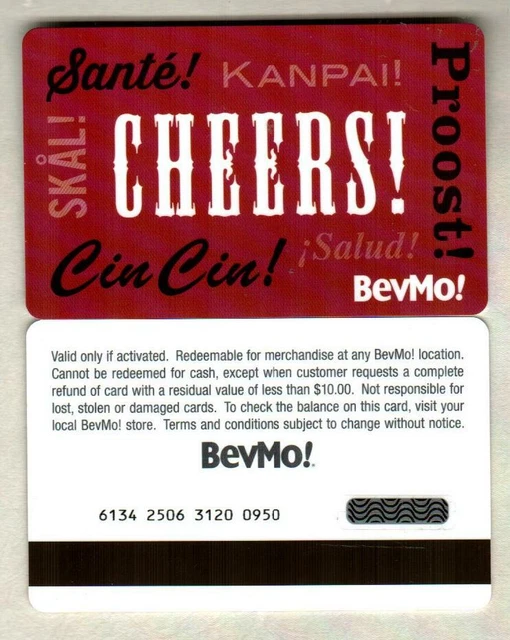 Santé!
KANPAI!
Proost!
SKÅL!
CHEERS!
¡Salud!
Cin Cin!
BevMo!
Valid only if activated. Redeemable for merchandise at any BevMo! location.
Cannot be redeemed for cash, except when customer requests a complete
refund of card with a residual value of less than $10.00. Not responsible for
lost, stolen or damaged cards. To check the balance on this card, visit your
local BevMo! store. Terms and conditions subject to change without notice.
BevMo!
6134 2506 3120 0950